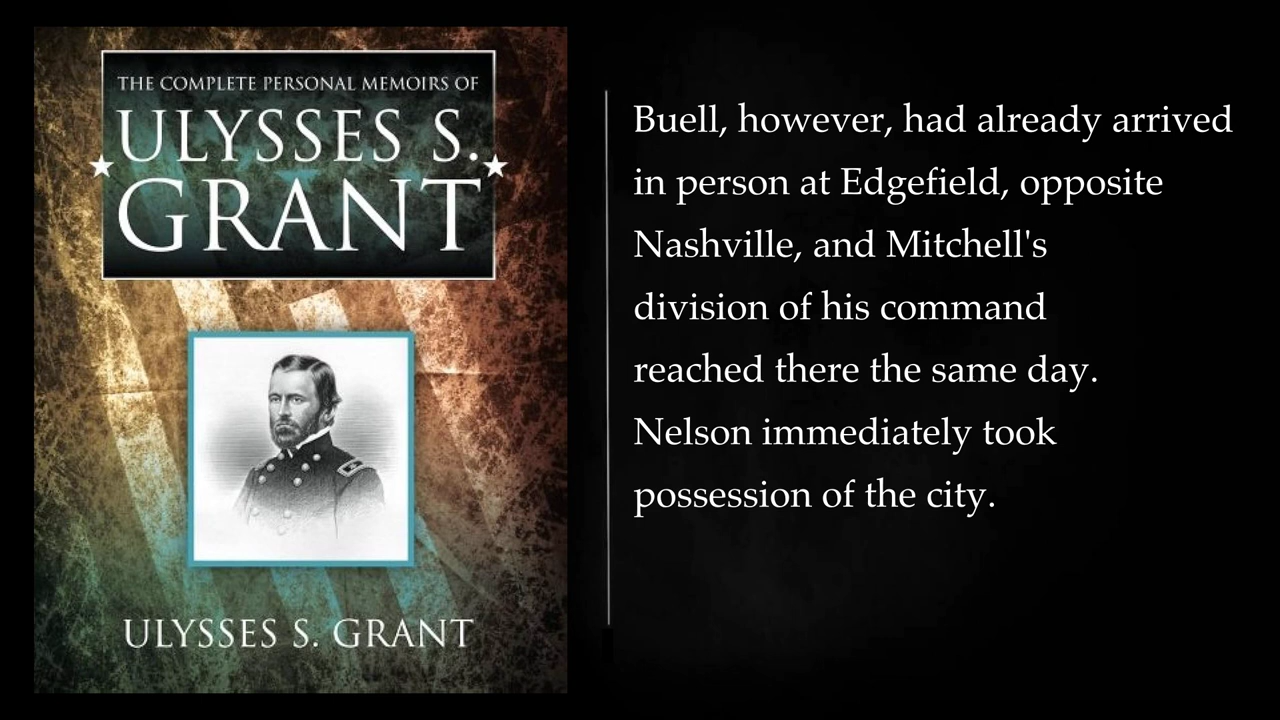 THE COMPLETE PERSONAL MEMOIRS OF
ULYSSES S.
GRANT
ULYSSES S. GRANT
Buell, however, had already arrived
in person at Edgefield, opposite
Nashville, and Mitchell's
division of his command
reached there the same day.
Nelson immediately took
possession of the city.